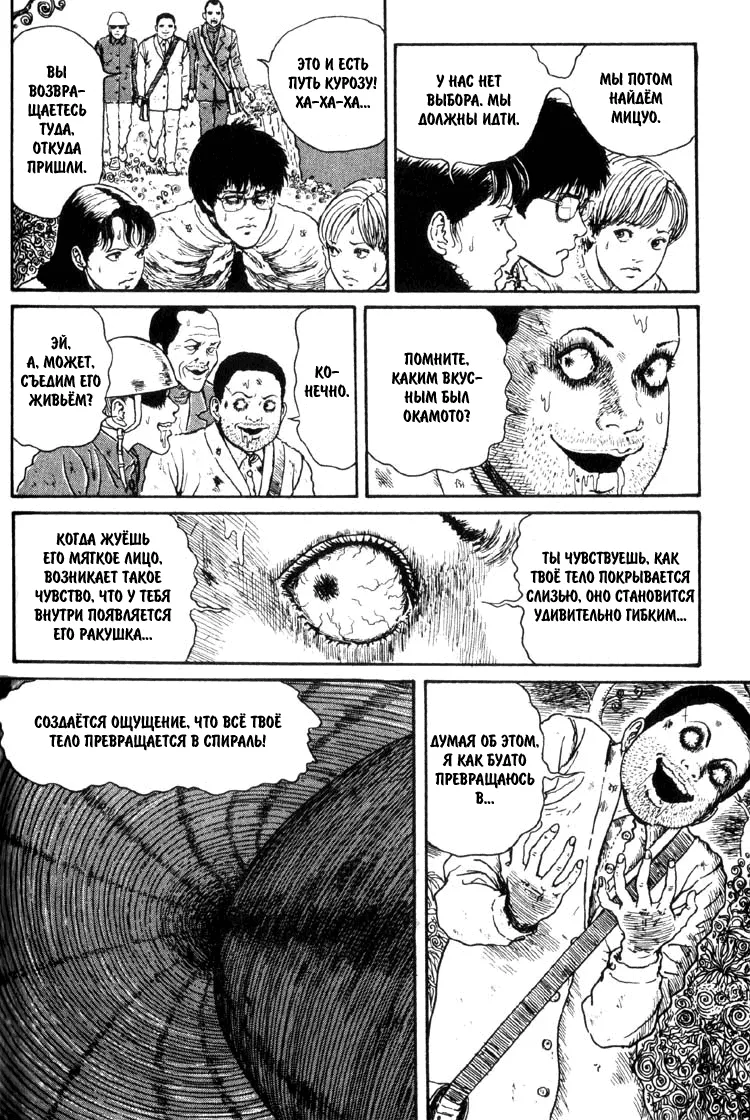 МЫ ПОТОМ
НАЙДЁМ
МИЦУО.
У НАС НЕТ
ВЫБОРА. МЫ
ДОЛЖНЫ ИДТИ.
ЭТО И ЕСТЬ
ПУТЬ КУРОЗУ!
ХА-ХА-ХА...
ВЫ
ВОЗВРА-
ЩАЕТЕСЬ
ТУДА,
ОТКУДА
ПРИШЛИ.
ПОМНИТЕ,
КАКИМ ВКУС-
НЫМ БЫЛ
ОКАМОТО?
КО-
НЕЧНО.
ЭЙ,
А, МОЖЕТ,
СЪЕДИМ ЕГО
ЖИВЬЁМ?
ТЫ ЧУВСТВУЕШЬ, КАК
ТВОЁ ТЕЛО ПОКРЫВАЕТСЯ
СЛИЗЬЮ, ОНО СТАНОВИТСЯ
УДИВИТЕЛЬНО ГИБКИМ...
КОГДА ЖУЁШЬ
ЕГО МЯГКОЕ ЛИЦО,
ВОЗНИКАЕТ ТАКОЕ
ЧУВСТВО, ЧТО У ТЕБЯ
ВНУТРИ ПОЯВЛЯЕТСЯ
ЕГО РАКУШКА...
ДУМАЯ ОБ ЭТОМ,
Я КАК БУДТО
ПРЕВРАЩАЮСЬ
В...
СОЗДАЁТСЯ ОЩУЩЕНИЕ, ЧТО ВСЁ ТВОЁ
ТЕЛО ПРЕВРАЩАЕТСЯ В СПИРАЛЬ!